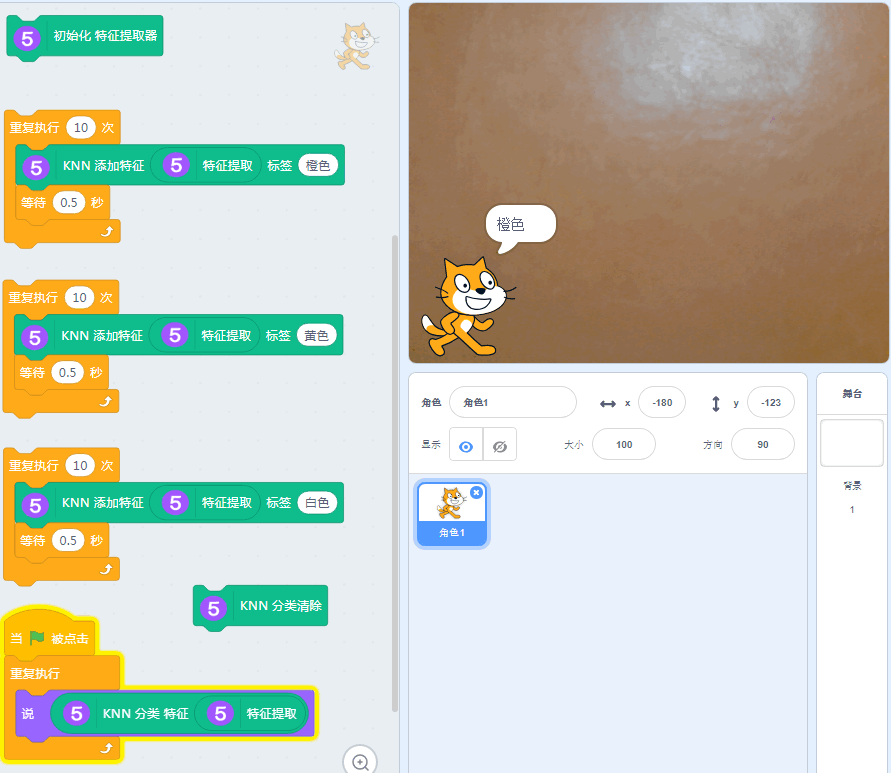 5 初始化 特征提取器
重复执行 10 次
5 KNN 添加特征 5 特征提取 标签 橙色
等待 0.5 秒
重复执行 10 次
5 KNN 添加特征 5 特征提取 标签 黄色
等待 0.5 秒
重复执行 10 次
5 KNN 添加特征 5 特征提取 标签 白色
等待 0.5 秒
5 KNN 分类清除
当 被点击
重复执行
说 5 KNN 分类 特征 5 特征提取
橙色
角色 角色1 x -180 y -123
显示 大小 100 方向 90
角色1
舞台
背景
1